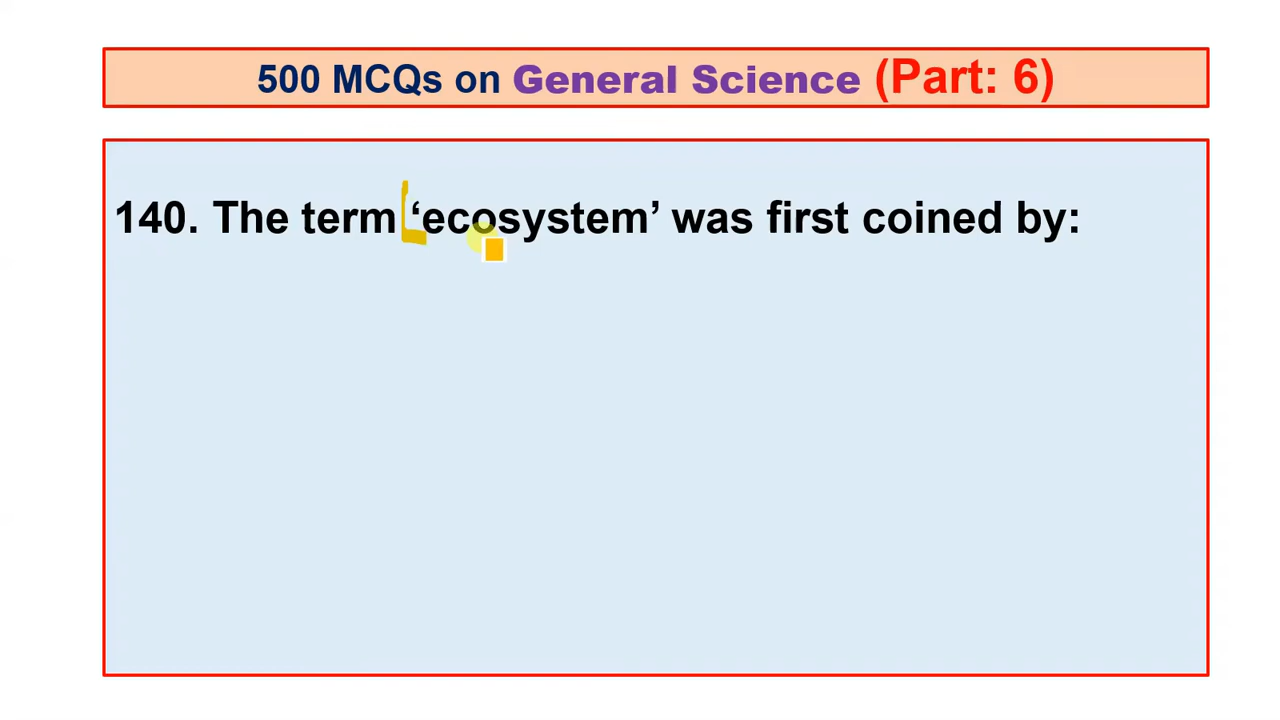 500 MCQs on General Science (Part: 6)
140. The term ‘ecosystem’ was first coined by: